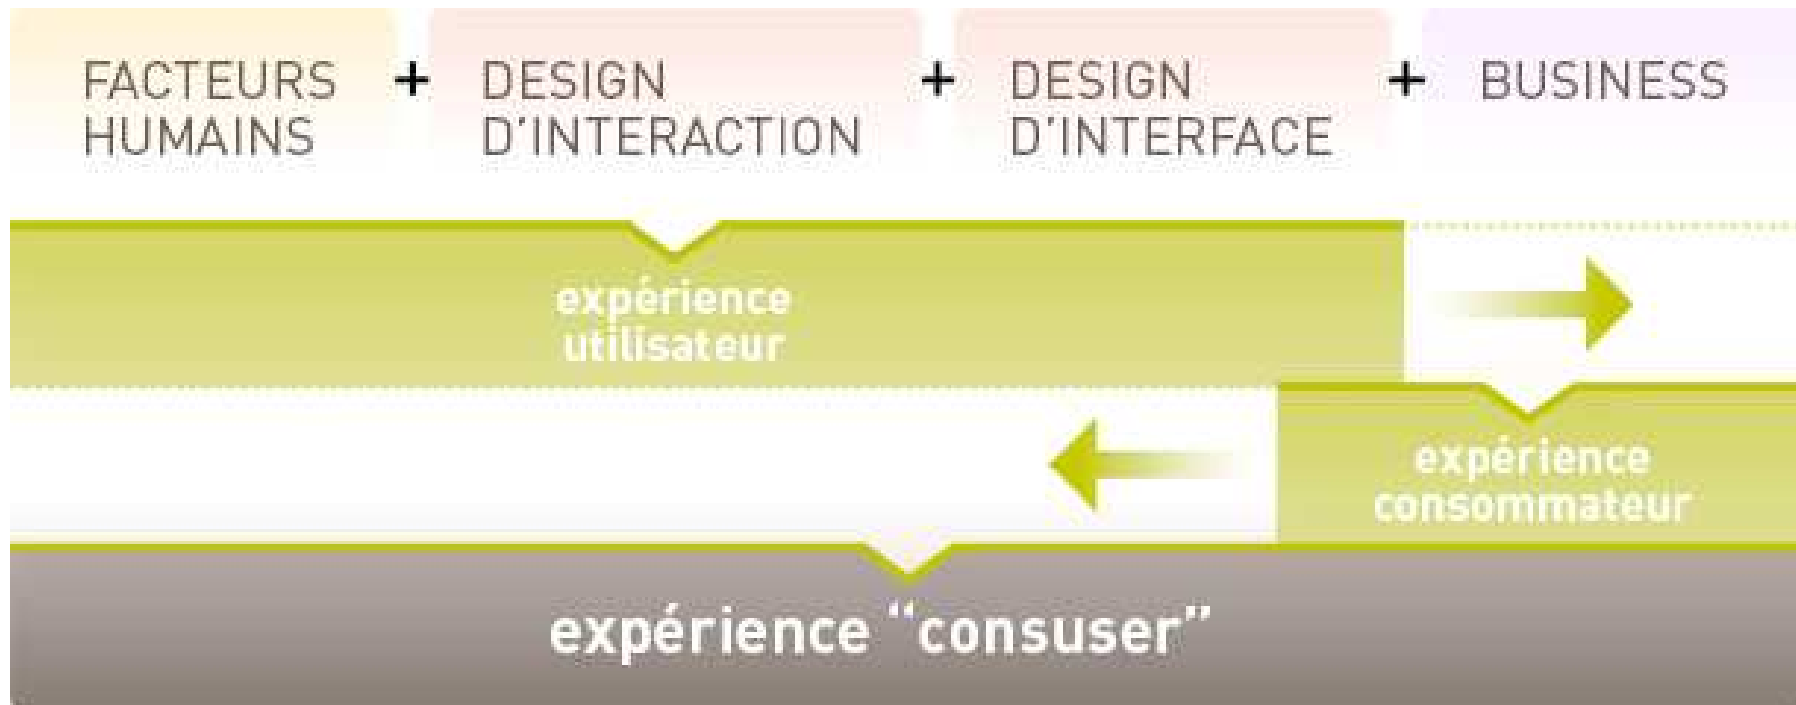 FACTEURS
HUMAINS
+
DESIGN
D'INTERACTION
+
DESIGN
D'INTERFACE
+
BUSINESS
expérience
utilisateur
expérience
consommateur
expérience “consuser”